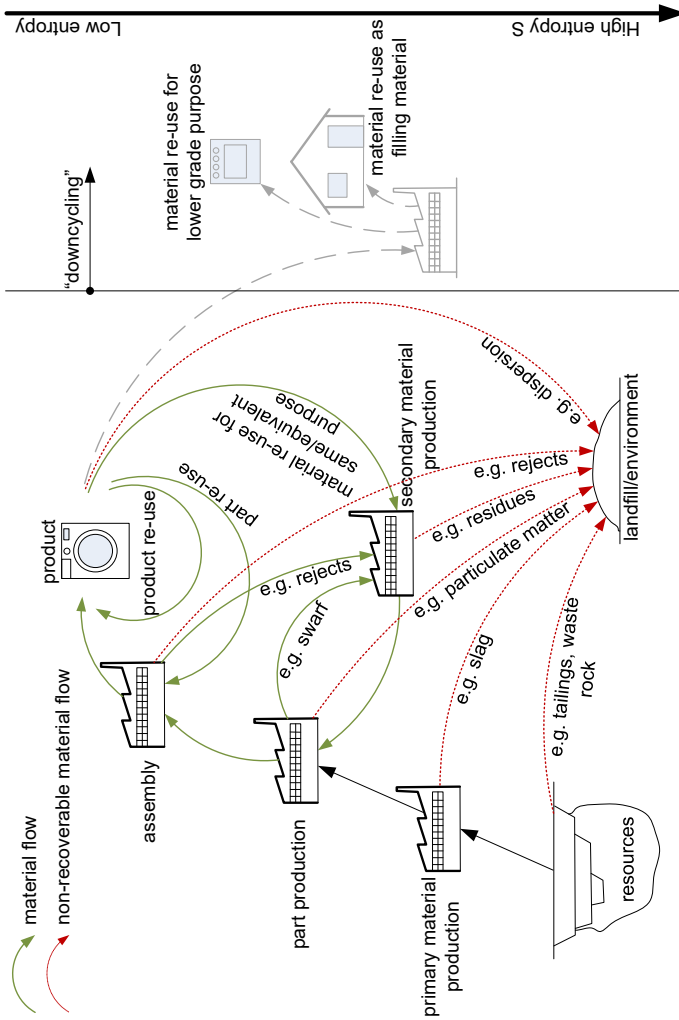 material flow
non-recoverable material flow
"downcycling"
Low entropy
High entropy S
product
product re-use
part re-use
material re-use for
same/equivalent
purpose
material re-use for
lower grade purpose
material re-use as
filling material
assembly
e.g. rejects
e.g. swarf
part production
secondary material
production
e.g. rejects
e.g. residues
e.g. particulate matter
e.g. dispersion
primary material
production
e.g. slag
e.g. tailings, waste
rock
resources
landfill/environment